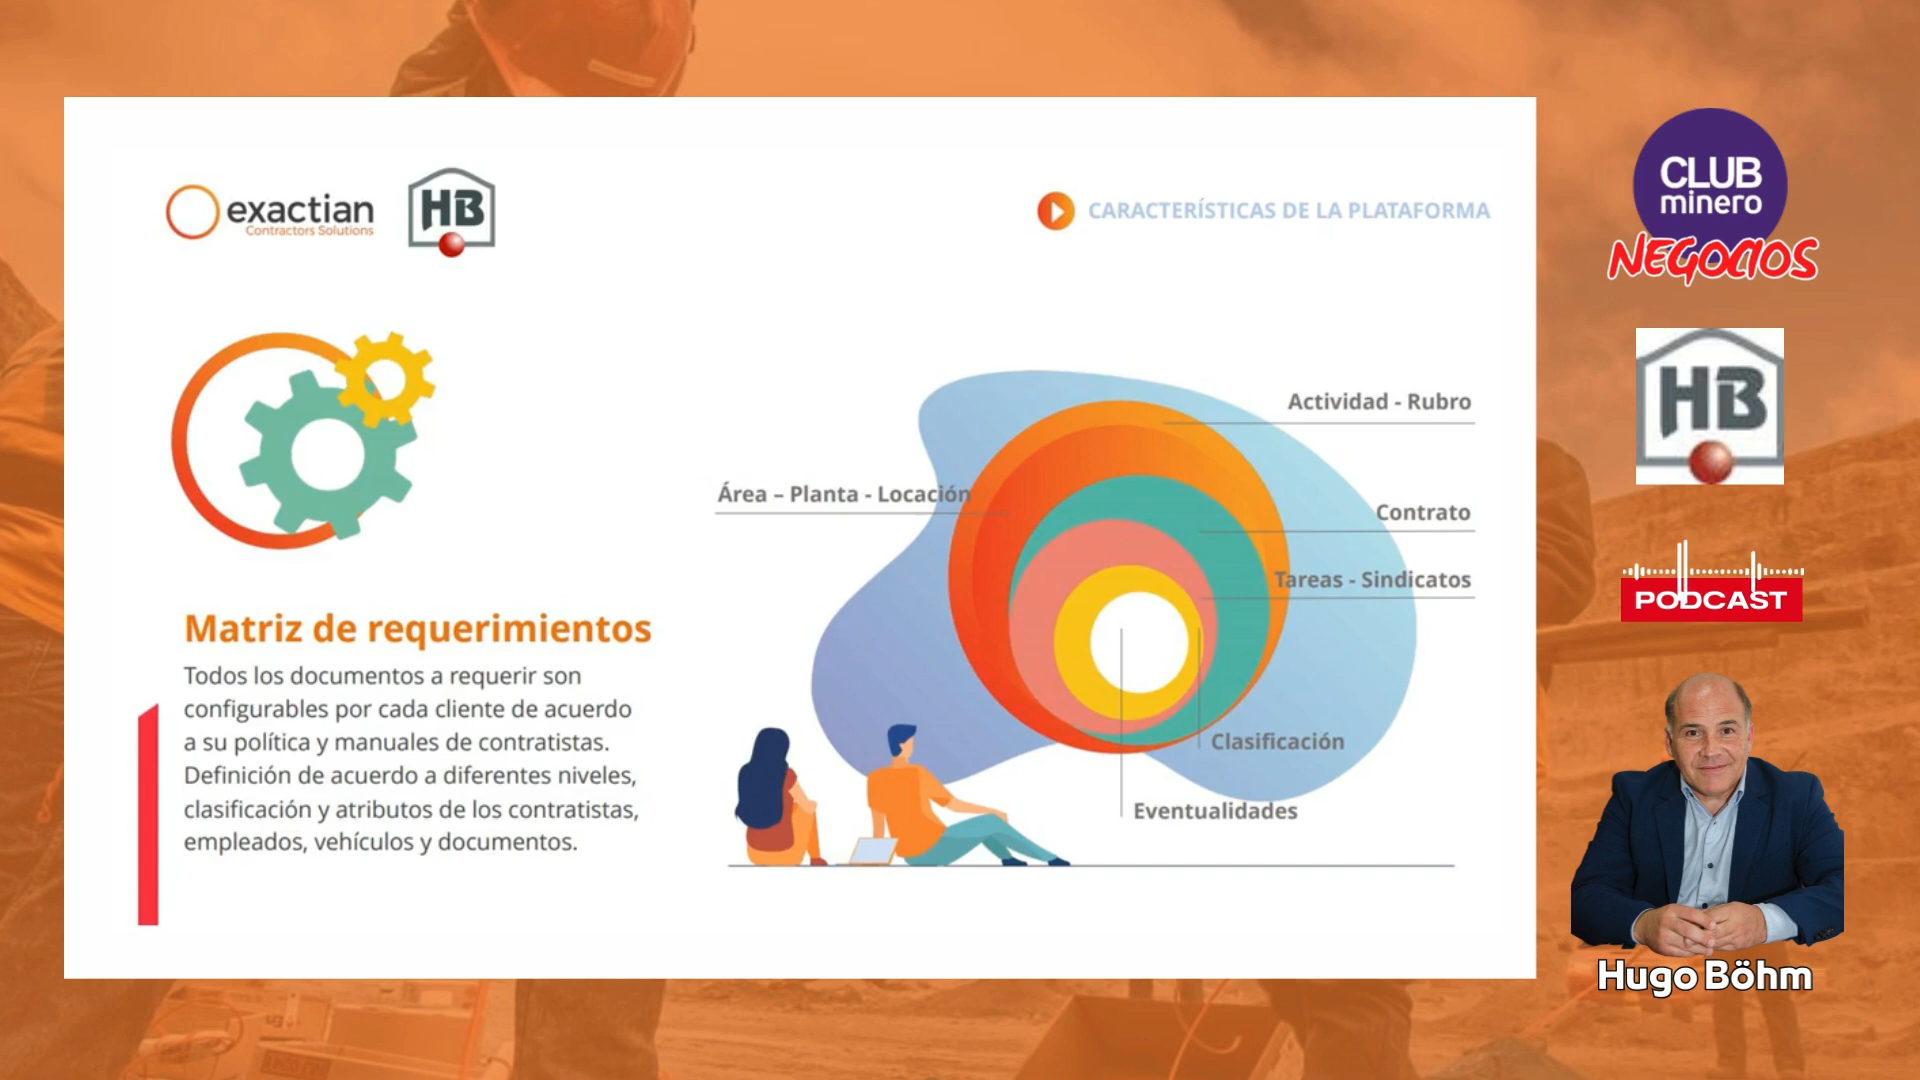 exactian
Contractors Solutions
HB
CARACTERÍSTICAS DE LA PLATAFORMA
Matriz de requerimientos
Todos los documentos a requerir son
configurables por cada cliente de acuerdo
a su política y manuales de contratistas.
Definición de acuerdo a diferentes niveles,
clasificación y atributos de los contratistas,
empleados, vehículos y documentos.
Actividad - Rubro
Área – Planta - Locación
Contrato
Tareas - Sindicatos
Clasificación
Eventualidades
CLUB
minero
NEGOCIOS
HB
PODCAST
Hugo Böhm